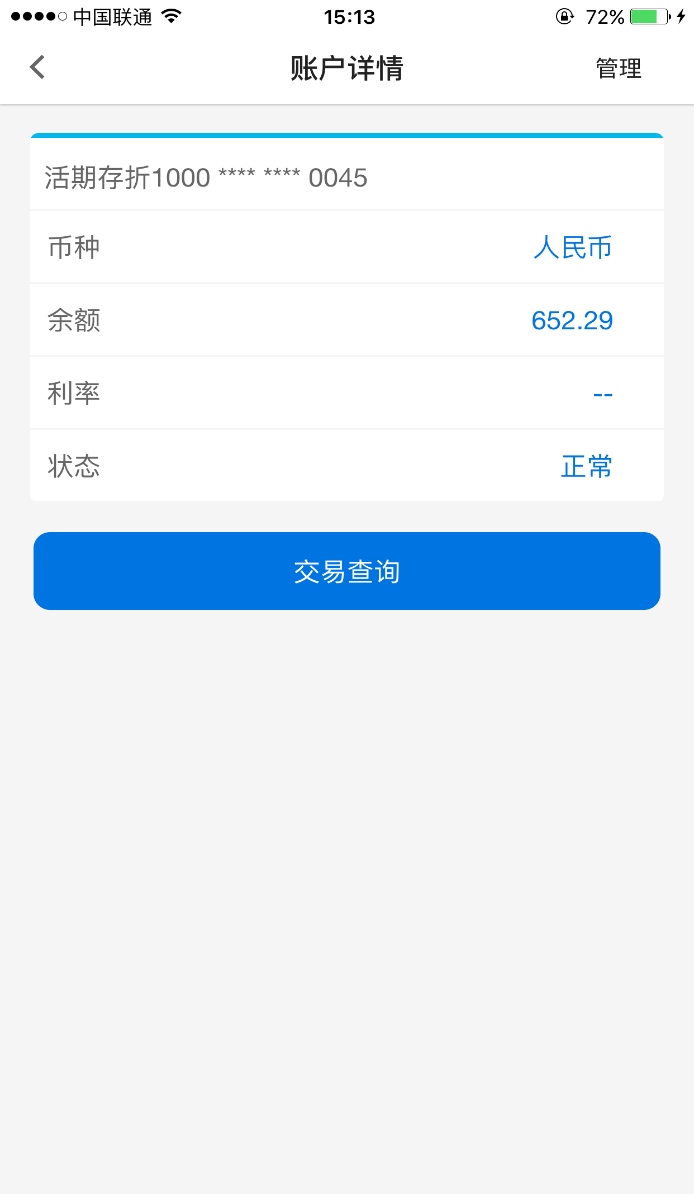 中国联通 15:13 72%
账户详情 管理
活期存折1000 **** **** 0045
币种 人民币
余额 652.29
利率 --
状态 正常
交易查询